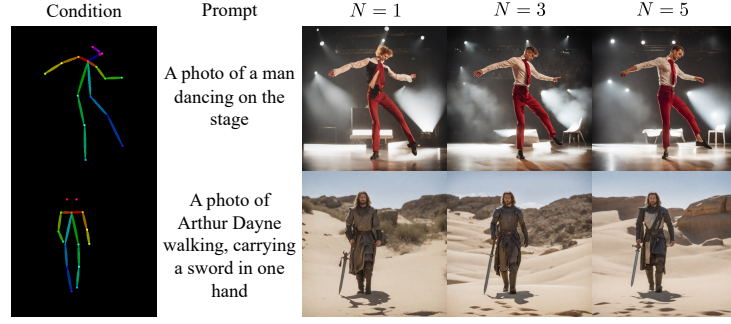 Condition
Prompt
N = 1
N = 3
N = 5
A photo of a man
dancing on the
stage
A photo of
Arthur Dayne
walking, carrying
a sword in one
hand